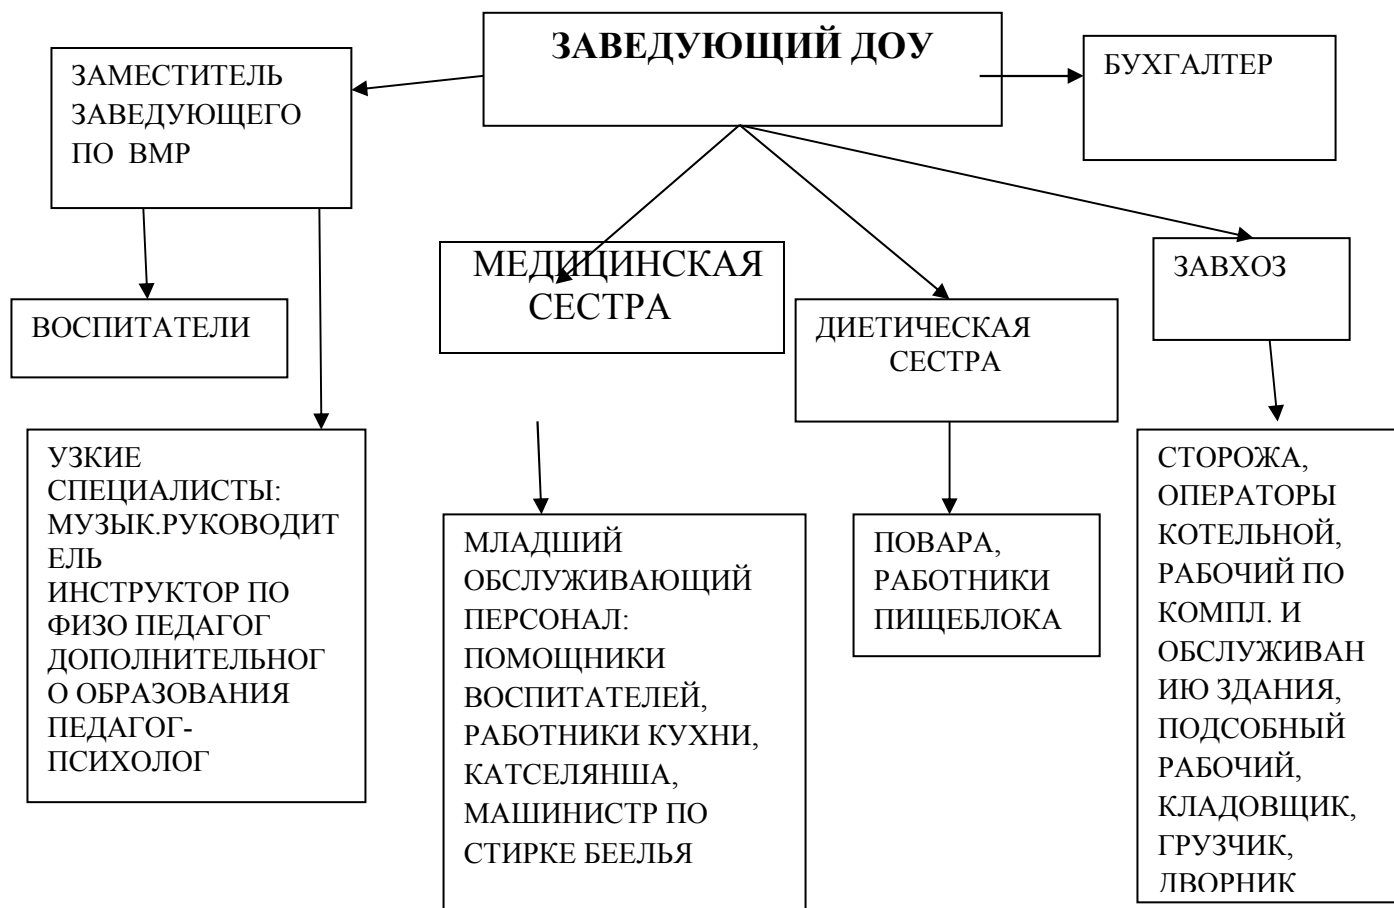 ЗАВЕДУЮЩИЙ ДОУ
ЗАМЕСТИТЕЛЬ
ЗАВЕДУЮЩЕГО
ПО ВМР
БУХГАЛТЕР
МЕДИЦИНСКАЯ
СЕСТРА
ЗАВХОЗ
ВОСПИТАТЕЛИ
ДИЕТИЧЕСКАЯ
СЕСТРА
УЗКИЕ
СПЕЦИАЛИСТЫ:
МУЗЫК.РУКОВОДИТ
ЕЛЬ
ИНСТРУКТОР ПО
ФИЗО ПЕДАГОГ
ДОПОЛНИТЕЛЬНОГ
О ОБРАЗОВАНИЯ
ПЕДАГОГ-
ПСИХОЛОГ
МЛАДШИЙ
ОБСЛУЖИВАЮЩИЙ
ПЕРСОНАЛ:
ПОМОЩНИКИ
ВОСПИТАТЕЛЕЙ,
РАБОТНИКИ КУХНИ,
КАТСЕЛЯНША,
МАШИНИСТР ПО
СТИРКЕ БЕЕЛЬЯ
ПОВАРА,
РАБОТНИКИ
ПИЩЕБЛОКА
СТОРОЖА,
ОПЕРАТОРЫ
КОТЕЛЬНОЙ,
РАБОЧИЙ ПО
КОМПЛ. И
ОБСЛУЖИВАН
ИЮ ЗДАНИЯ,
ПОДСОБНЫЙ
РАБОЧИЙ,
КЛАДОВЩИК,
ГРУЗЧИК,
ДВОРНИК